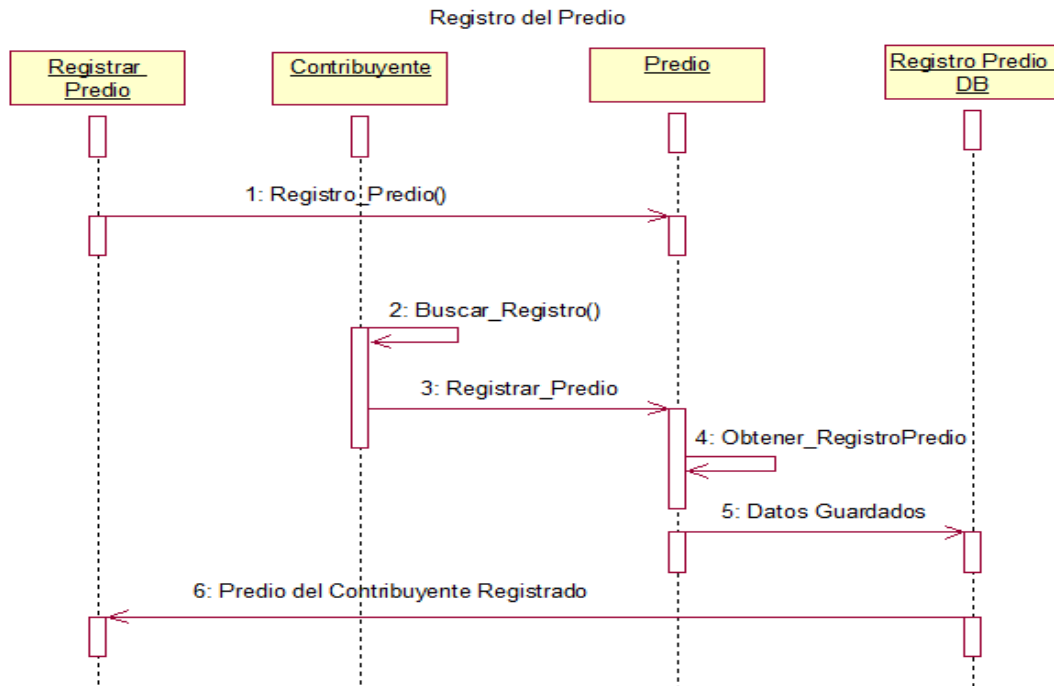 Registro del Predio
Registrar
Predio
Contribuyente
Predio
Registro Predio
DB
1: Registro_Predio()
2: Buscar_Registro()
3: Registrar_Predio
4: Obtener_RegistroPredio
5: Datos Guardados
6: Predio del Contribuyente Registrado